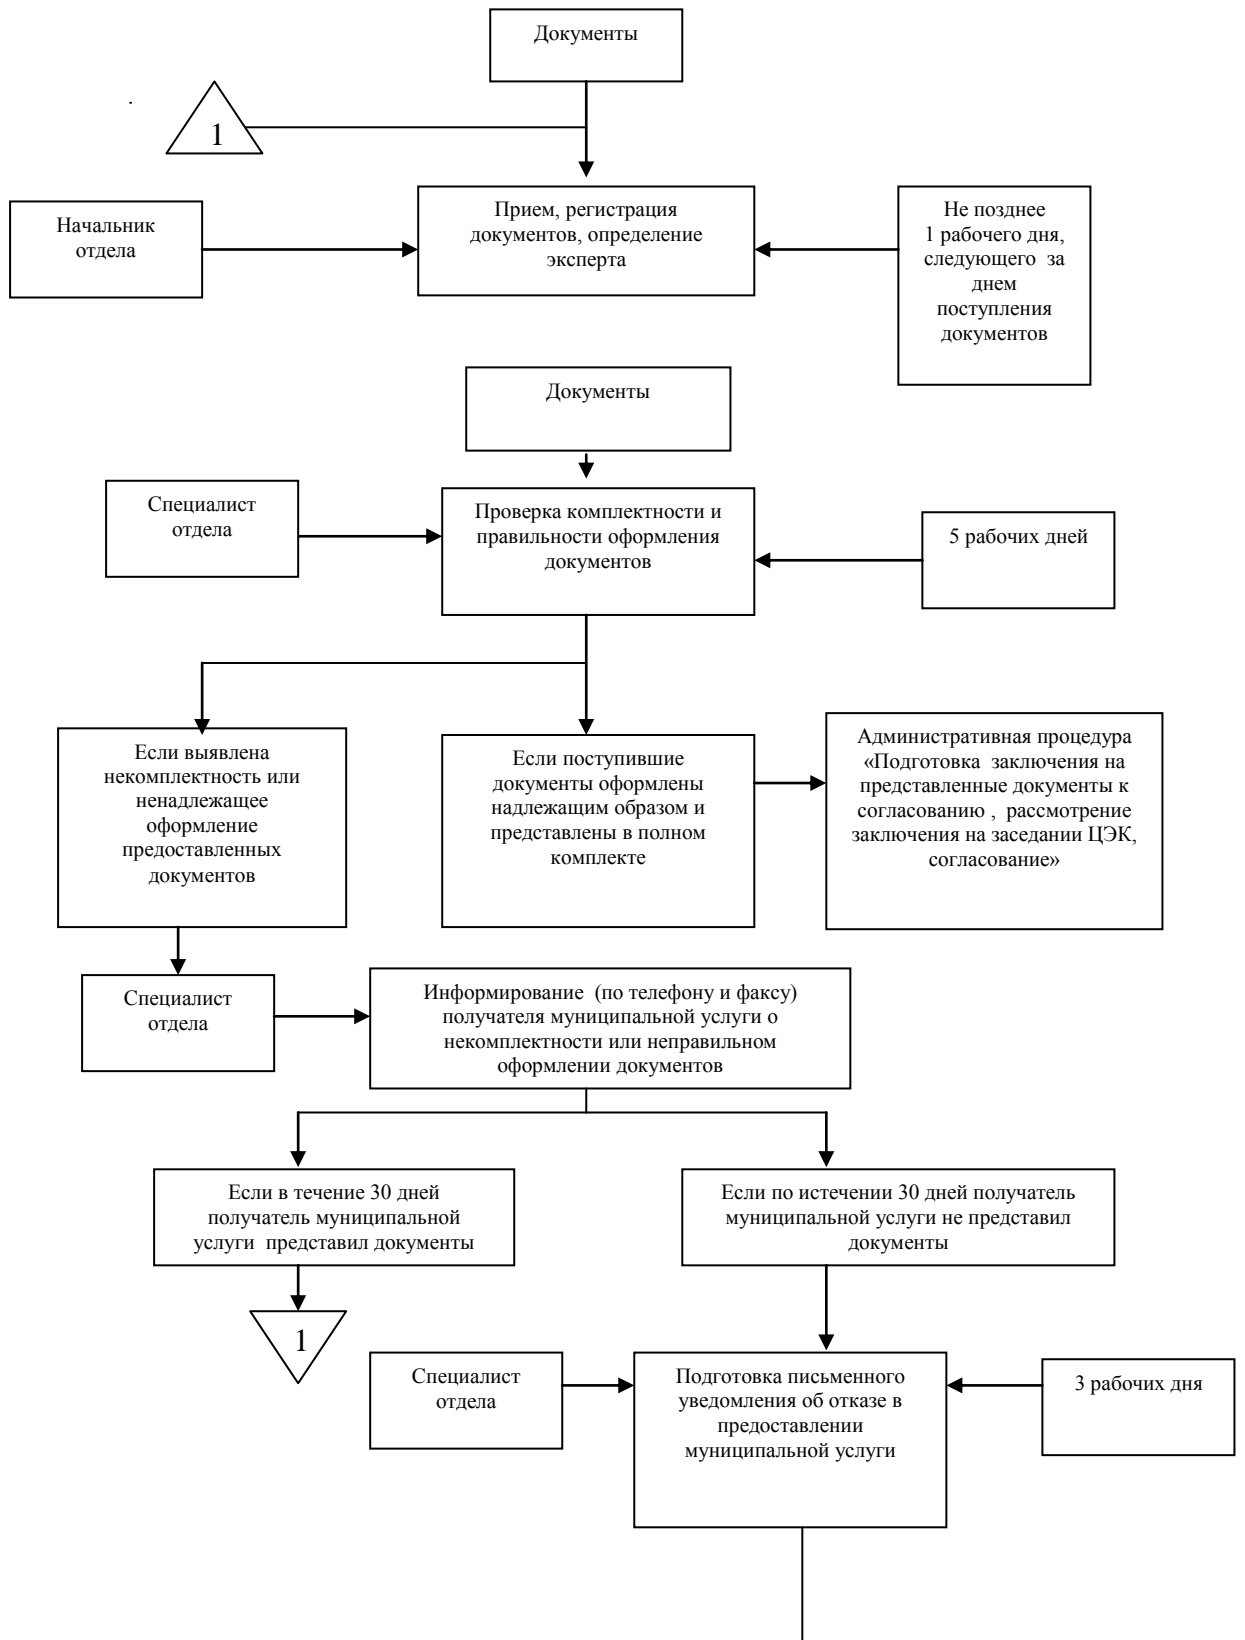 Документы
1
Начальник
отдела
Прием, регистрация
документов, определение
эксперта
Не позднее
1 рабочего дня,
следующего за
днем
поступления
документов
Документы
Специалист
отдела
Проверка комплектности и
правильности оформления
документов
5 рабочих дней
Если выявлена
некомплектность или
ненадлежащее
оформление
предоставленных
документов
Если поступившие
документы оформлены
надлежащим образом и
представлены в полном
комплекте
Административная процедура
«Подготовка заключения на
представленные документы к
согласованию , рассмотрение
заключения на заседании ЦЭК,
согласование»
Специалист
отдела
Информирование (по телефону и факсу)
получателя муниципальной услуги о
некомплектности или неправильном
оформлении документов
Если в течение 30 дней
получатель муниципальной
услуги представил документы
Если по истечении 30 дней получатель
муниципальной услуги не представил
документы
1
Специалист
отдела
Подготовка письменного
уведомления об отказе в
предоставлении
муниципальной услуги
3 рабочих дня